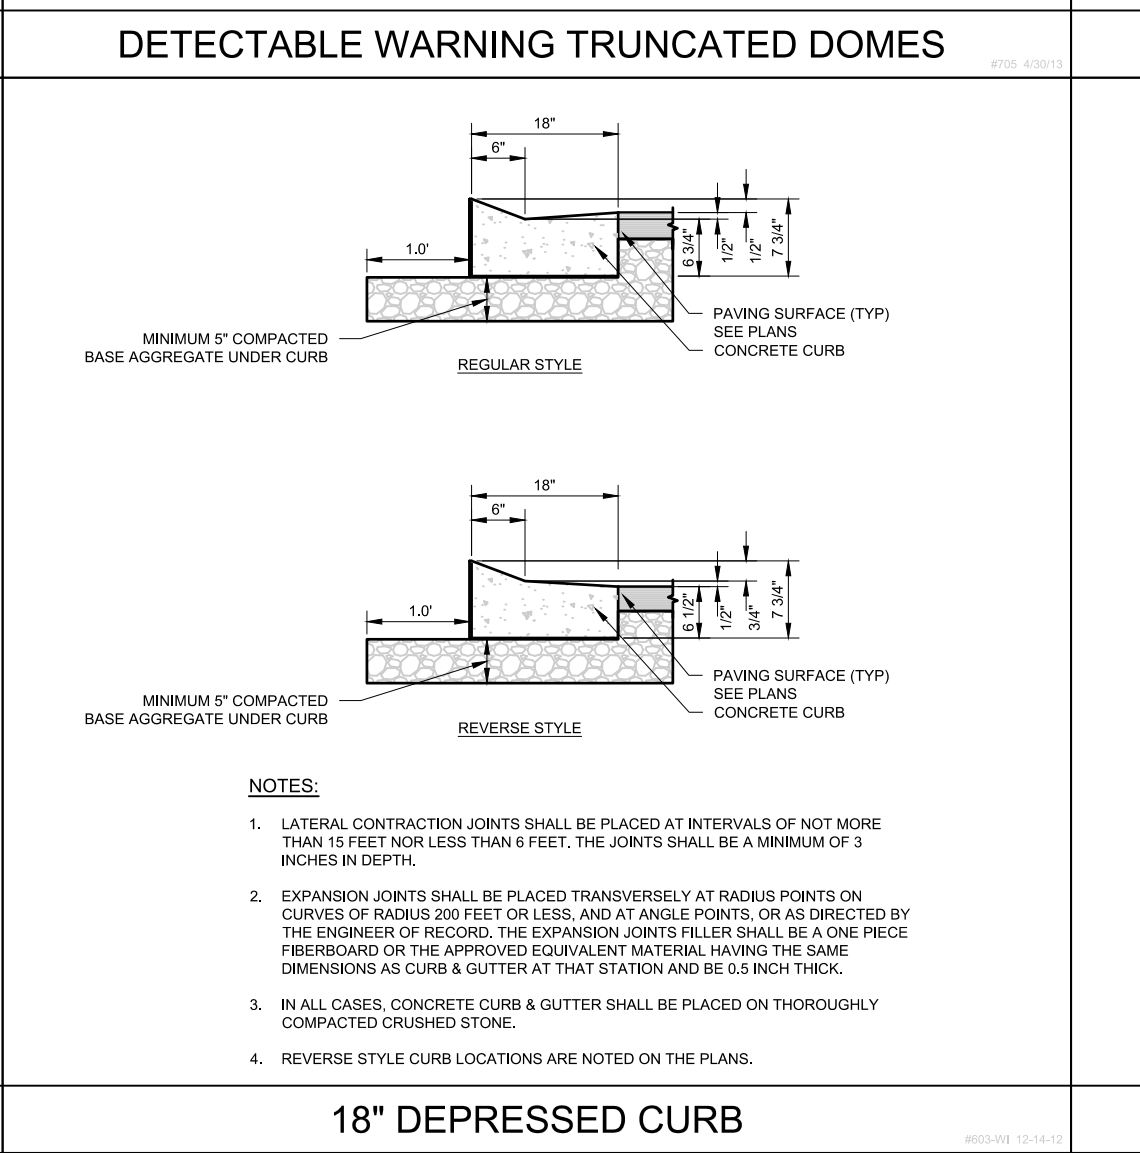 DETECTABLE WARNING TRUNCATED DOMES
#705 4/30/13
18"
6"
1.0'
6 3/4"
1/2"
1/2"
7 3/4"
MINIMUM 5" COMPACTED
BASE AGGREGATE UNDER CURB
PAVING SURFACE (TYP)
SEE PLANS
CONCRETE CURB
REGULAR STYLE
18"
6"
1.0'
6 1/2"
1/2"
3/4"
7 3/4"
MINIMUM 5" COMPACTED
BASE AGGREGATE UNDER CURB
PAVING SURFACE (TYP)
SEE PLANS
CONCRETE CURB
REVERSE STYLE
NOTES:
1. LATERAL CONTRACTION JOINTS SHALL BE PLACED AT INTERVALS OF NOT MORE
THAN 15 FEET NOR LESS THAN 6 FEET. THE JOINTS SHALL BE A MINIMUM OF 3
INCHES IN DEPTH.
2. EXPANSION JOINTS SHALL BE PLACED TRANSVERSELY AT RADIUS POINTS ON
CURVES OF RADIUS 200 FEET OR LESS, AND AT ANGLE POINTS, OR AS DIRECTED BY
THE ENGINEER OF RECORD. THE EXPANSION JOINTS FILLER SHALL BE A ONE PIECE
FIBERBOARD OR THE APPROVED EQUIVALENT MATERIAL HAVING THE SAME
DIMENSIONS AS CURB & GUTTER AT THAT STATION AND BE 0.5 INCH THICK.
3. IN ALL CASES, CONCRETE CURB & GUTTER SHALL BE PLACED ON THOROUGHLY
COMPACTED CRUSHED STONE.
4. REVERSE STYLE CURB LOCATIONS ARE NOTED ON THE PLANS.
18" DEPRESSED CURB
#603-WI 12-14-12